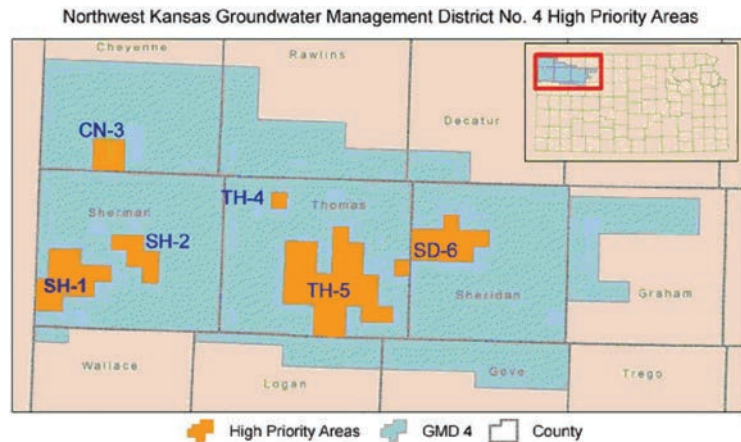 Northwest Kansas Groundwater Management District No. 4 High Priority Areas
Cheyenne
Rawlins
Decatur
CN-3
TH-4
Thomas
Sherman
SH-2
SD-6
SH-1
TH-5
Sheridan
Graham
Wallace
Logan
Gove
Trego
High Priority Areas GMD 4 County